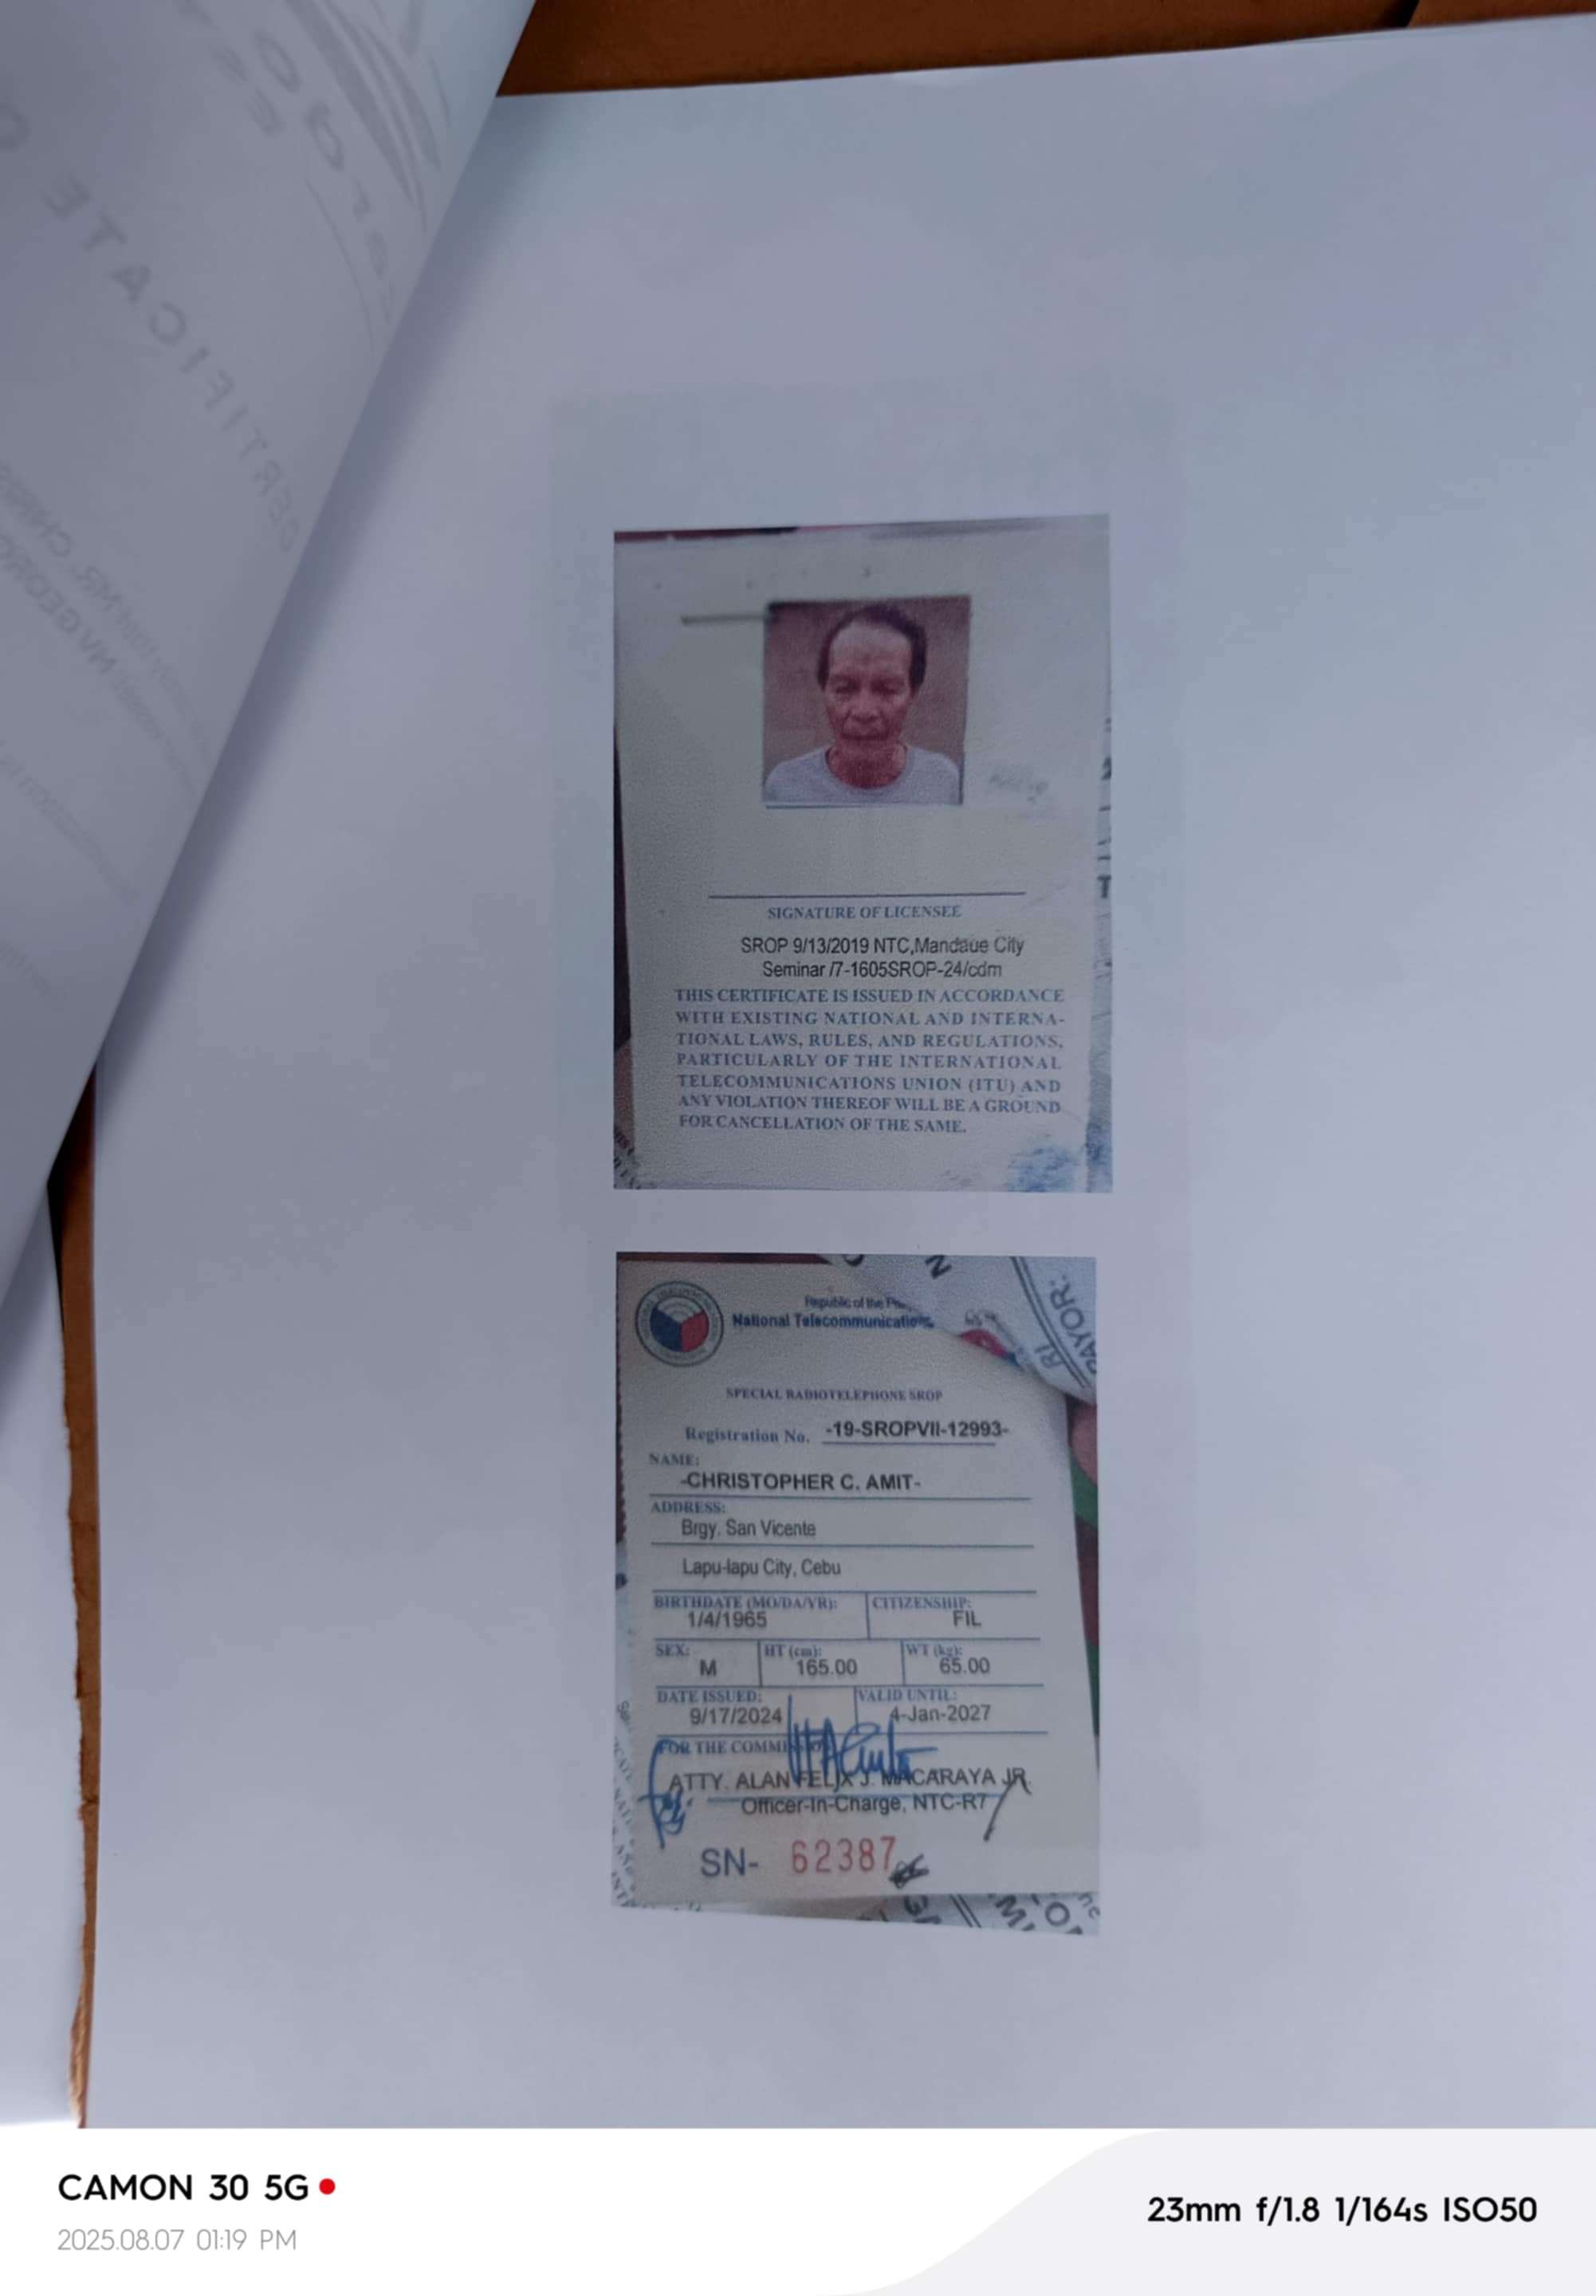 SIGNATURE OF LICENSEE
SROP 9/13/2019 NTC,Mandaue City
Seminar /7-1605SROP-24/cdm
THIS CERTIFICATE IS ISSUED IN ACCORDANCE
WITH EXISTING NATIONAL AND INTERNA-
TIONAL LAWS, RULES, AND REGULATIONS,
PARTICULARLY OF THE INTERNATIONAL
TELECOMMUNICATIONS UNION (ITU) AND
ANY VIOLATION THEREOF WILL BE A GROUND
FOR CANCELLATION OF THE SAME.
Republic of the
National Telecommunications
SPECIAL RADIOTELEPHONE SROP
Registration No. -19-SROPVII-12993-
NAME:
-CHRISTOPHER C. AMIT-
ADDRESS:
Brgy. San Vicente
Lapu-lapu City, Cebu
BIRTHDATE (MO/DA/YR): CITIZENSHIP:
1/4/1965 FIL
SEX: HT (cm): WT (kg):
M 165.00 65.00
DATE ISSUED: VALID UNTIL:
9/17/2024 4-Jan-2027
FOR THE COMMI
ATTY. ALAN FELIX J. MACARAYA JR.
Officer-In-Charge, NTC-R7
SN- 62387
PAYOR:
CERTIFICATE
MR. CHRIS
CAMON 30 5G
2025.08.07 01:19 PM
23mm f/1.8 1/164s ISO50